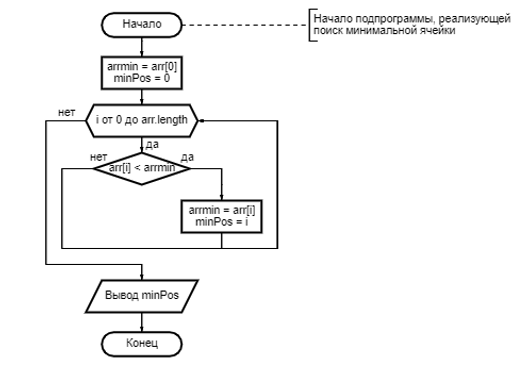 Начало
Начало подпрограммы, реализующей
поиск минимальной ячейки
arrmin = arr[0]
minPos = 0
нет
i от 0 до arr.length
да
нет
arr[i] < arrmin
да
arrmin = arr[i]
minPos = i
Вывод minPos
Конец